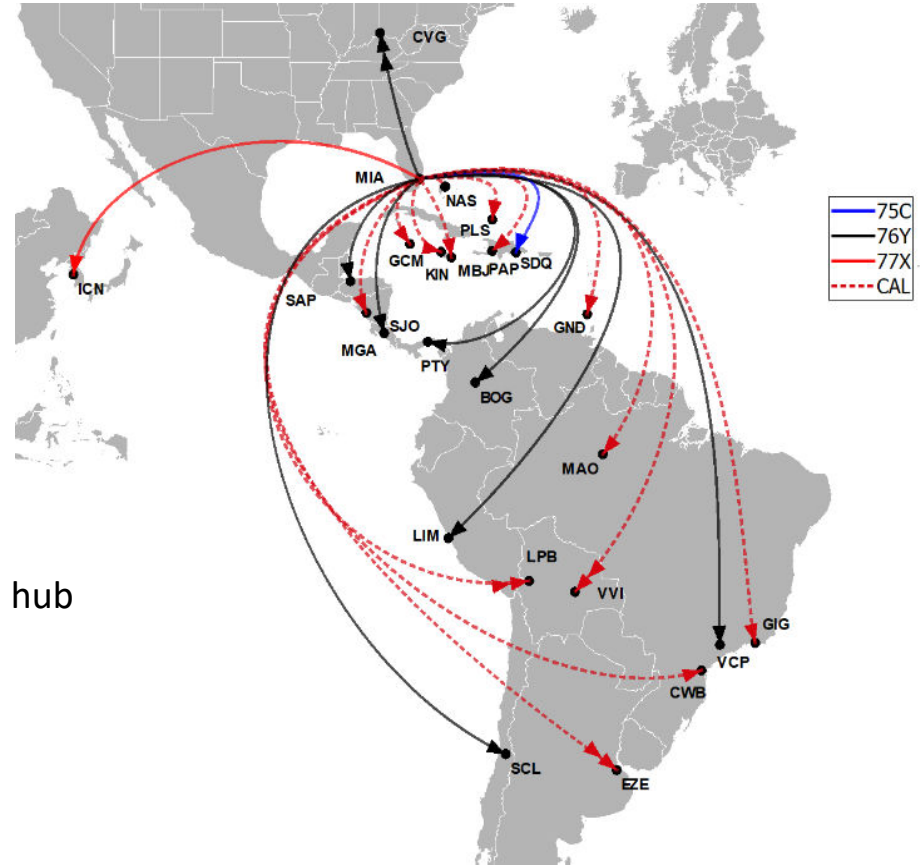 CVG
MIA
NAS
PLS
GCM
KIN
MBJ
PAP
SDQ
ICN
SAP
MGA
SJO
PTY
GND
BOG
MAO
LIM
LPB
VVI
GIG
VCP
CWB
SCL
EZE
hub
75C
76Y
77X
CAL